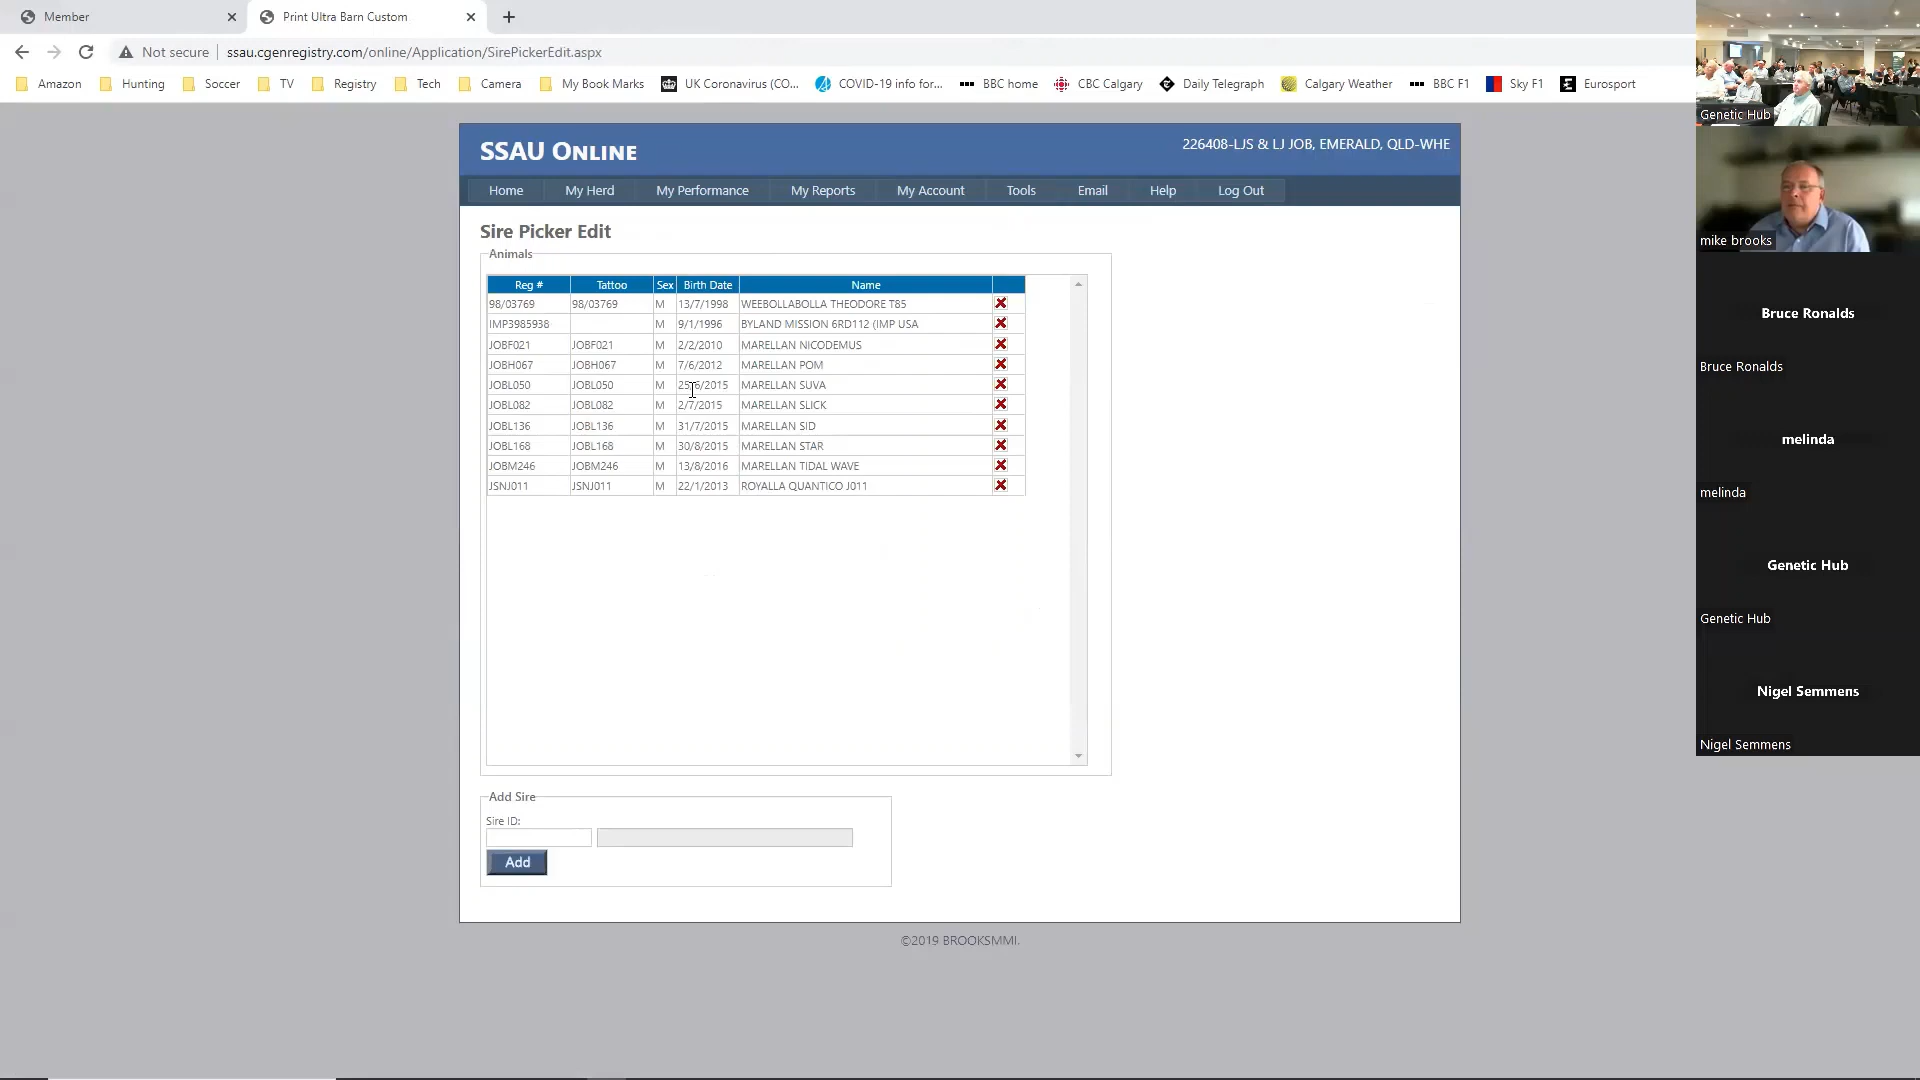 Member
Print Ultra Barn Custom
Not secure
ssau.cgenregistry.com/online/Application/SirePickerEdit.aspx
Amazon Hunting Soccer TV Registry Tech Camera My Book Marks UK Coronavirus (CO... COVID-19 info for... BBC home CBC Calgary Daily Telegraph Calgary Weather BBC F1 Sky F1 Eurosport
SSAU ONLINE
226408-LJS & LJ JOB, EMERALD, QLD-WHE
Home My Herd My Performance My Reports My Account Tools Email Help Log Out
Sire Picker Edit
Animals
Reg # Tattoo Sex Birth Date Name
98/03769 98/03769 M 13/7/1998 WEEBOLLABOLLA THEODORE T85
IMP3985938 M 9/1/1996 BYLAND MISSION 6RD112 (IMP USA
JOBF021 JOBF021 M 2/2/2010 MARELLAN NICODEMUS
JOBH067 JOBH067 M 7/6/2012 MARELLAN POM
JOBL050 JOBL050 M 25/6/2015 MARELLAN SUVA
JOBL082 JOBL082 M 2/7/2015 MARELLAN SLICK
JOBL136 JOBL136 M 31/7/2015 MARELLAN SID
JOBL168 JOBL168 M 30/8/2015 MARELLAN STAR
JOBM246 JOBM246 M 13/8/2016 MARELLAN TIDAL WAVE
JSNJ011 JSNJ011 M 22/1/2013 ROYALLA QUANTICO J011
Add Sire
Sire ID:
Add
©2019 BROOKSMMI.
Genetic Hub
mike brooks
Bruce Ronalds
Bruce Ronalds
melinda
melinda
Genetic Hub
Genetic Hub
Nigel Semmens
Nigel Semmens